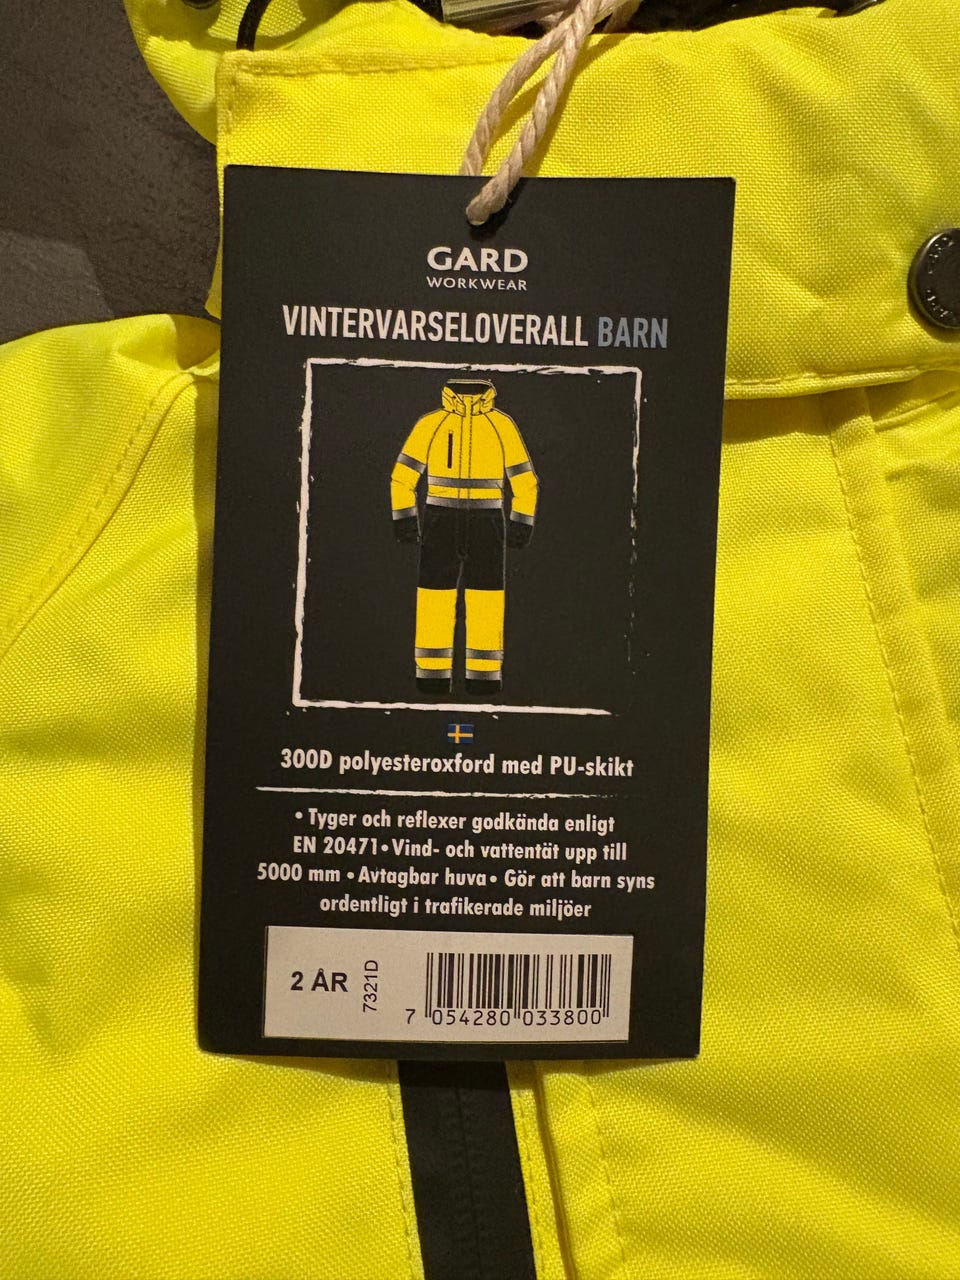 GARD
WORKWEAR
VINTERVARSELOVERALL BARN
300D polyesteroxford med PU-skikt
• Tyger och reflexer godkända enligt
EN 20471 • Vind- och vattentät upp till
5000 mm • Avtagbar huva • Gör att barn syns
ordentligt i trafikerade miljöer
2 ÅR
7321D
7 054280 033800